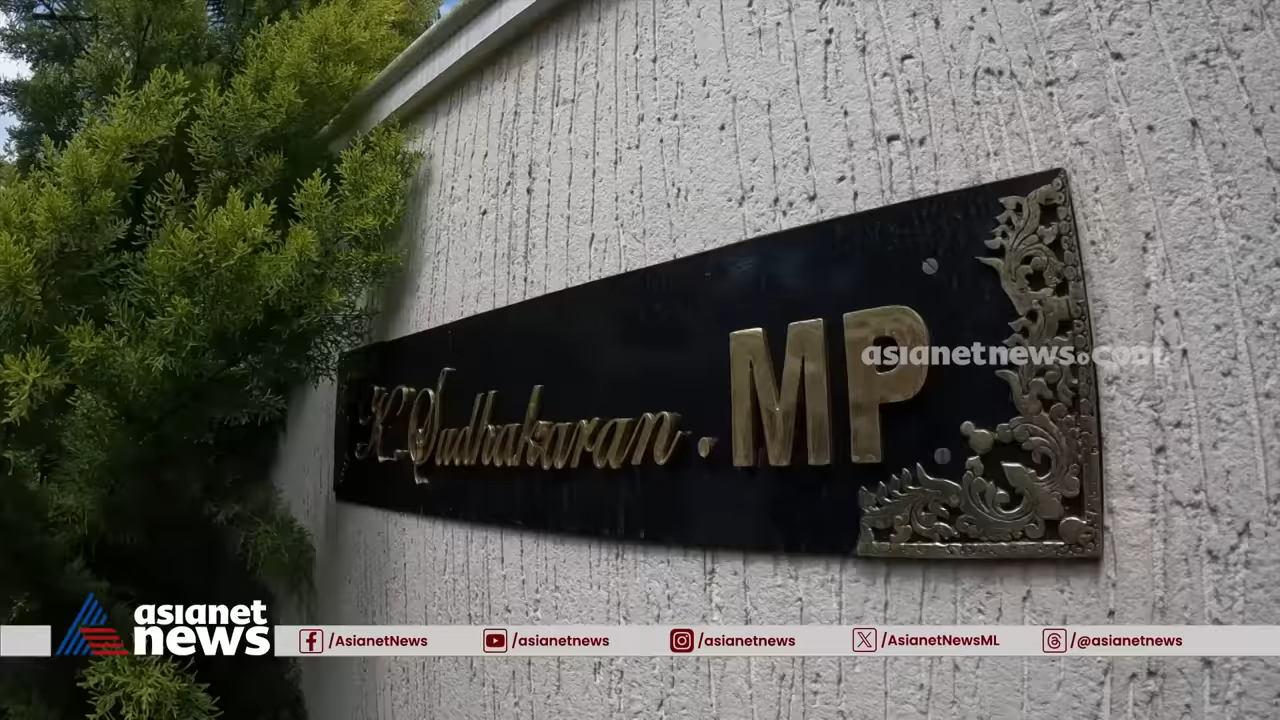 K. Sudhakaran . MP
asianetnews.com
asianet
news
/AsianetNews
/asianetnews
/asianetnews
/AsianetNewsML
/@asianetnews